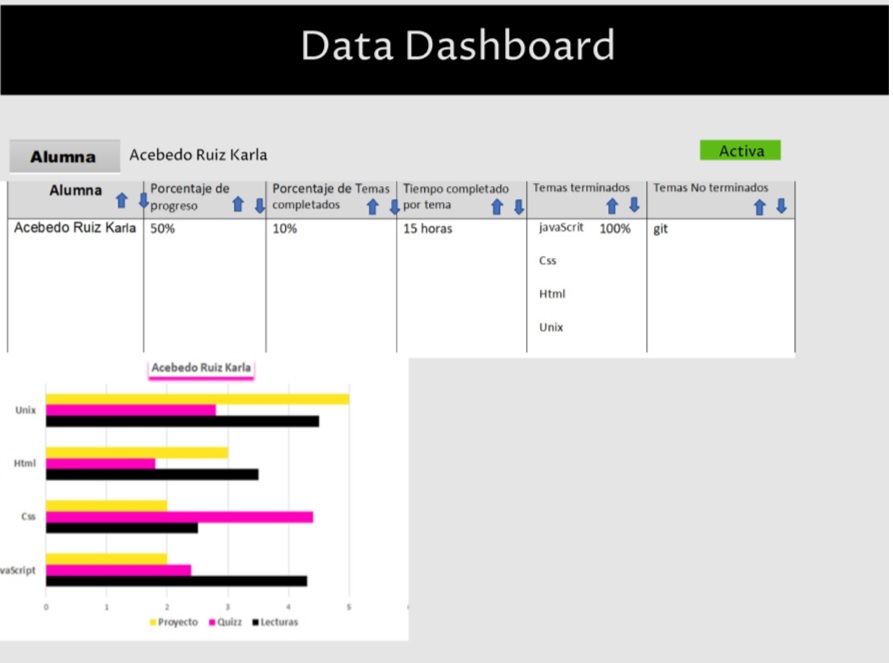 Data Dashboard
Alumna Acebedo Ruiz Karla Activa
Alumna
Porcentaje de
progreso
Porcentaje de Temas
completados
Tiempo completado
por tema
Temas terminados
Temas No terminados
Acebedo Ruiz Karla 50% 10% 15 horas javaScrit 100% git
Css
Html
Unix
Acebedo Ruiz Karla
Unix
Html
Css
vaScript
0 1 2 3 4 5
Proyecto Quizz Lecturas